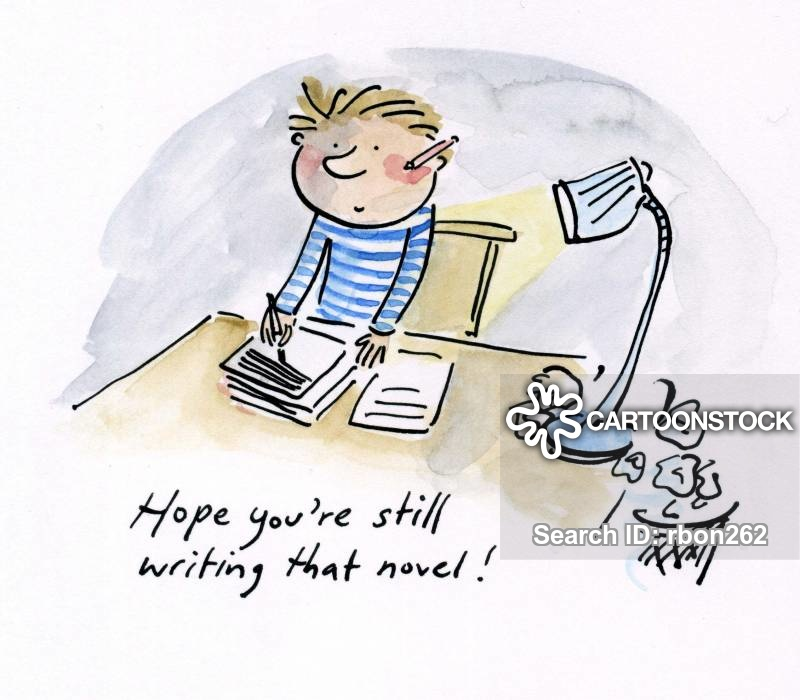 CARTOONSTOCK
Search ID: rbon262
Hope you're still
writing that novel!